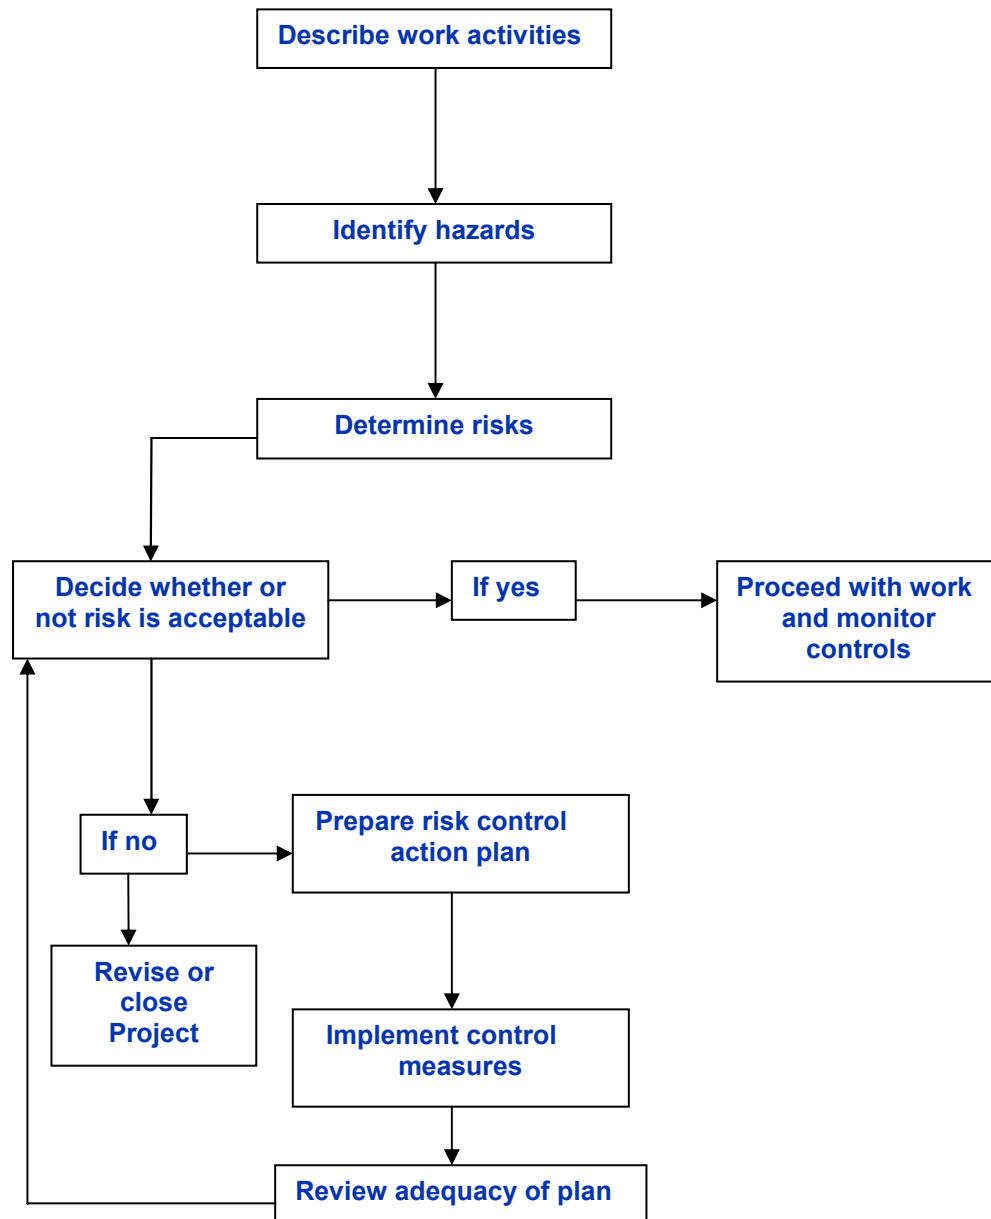 Describe work activities
Identify hazards
Determine risks
Decide whether or
not risk is acceptable
If yes
Proceed with work
and monitor
controls
If no
Prepare risk control
action plan
Revise or
close
Project
Implement control
measures
Review adequacy of plan